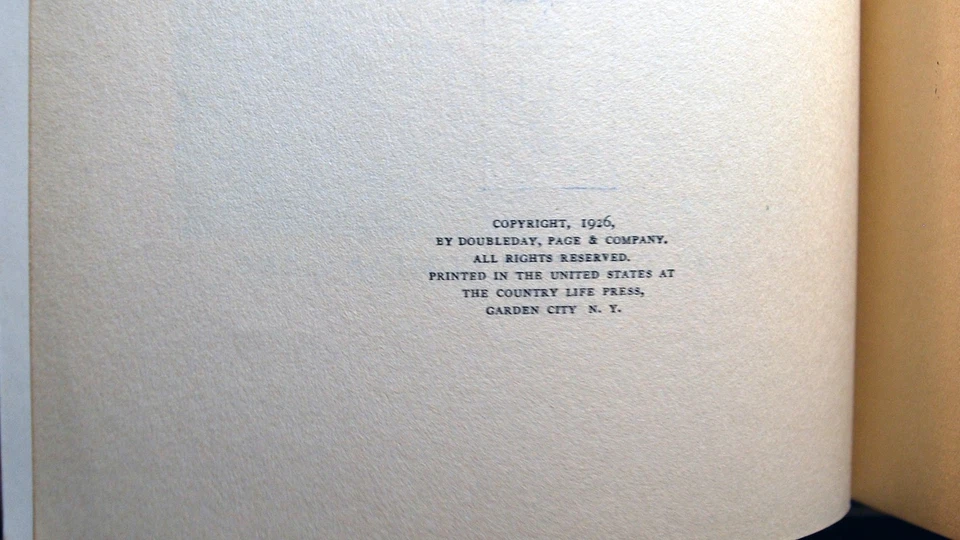 COPYRIGHT, 1926,
BY DOUBLEDAY, PAGE & COMPANY.
ALL RIGHTS RESERVED.
PRINTED IN THE UNITED STATES AT
THE COUNTRY LIFE PRESS,
GARDEN CITY N. Y.